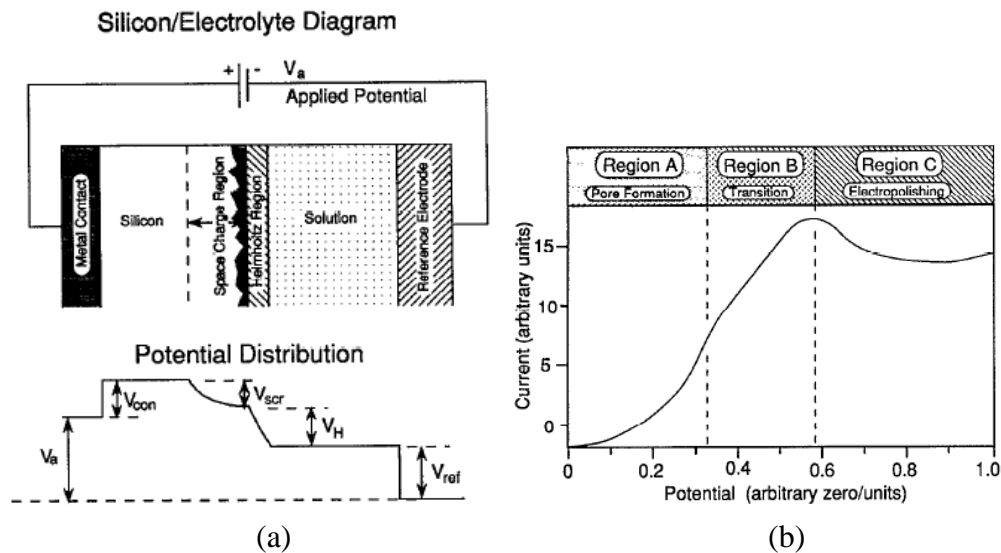 Silicon/Electrolyte Diagram
+ - Va
Applied Potential
Metal Contact
Silicon
Space Charge Region
Helmholtz Region
Solution
Reference Electrode
Potential Distribution
Vcon
Vscr
VH
Va
Vref
(a)
Region A
Region B
Region C
Pore Formation
Transition
Electropolishing
Current (arbitrary units)
15
10
5
0
0 0.2 0.4 0.6 0.8 1.0
Potential (arbitrary zero/units)
(b)